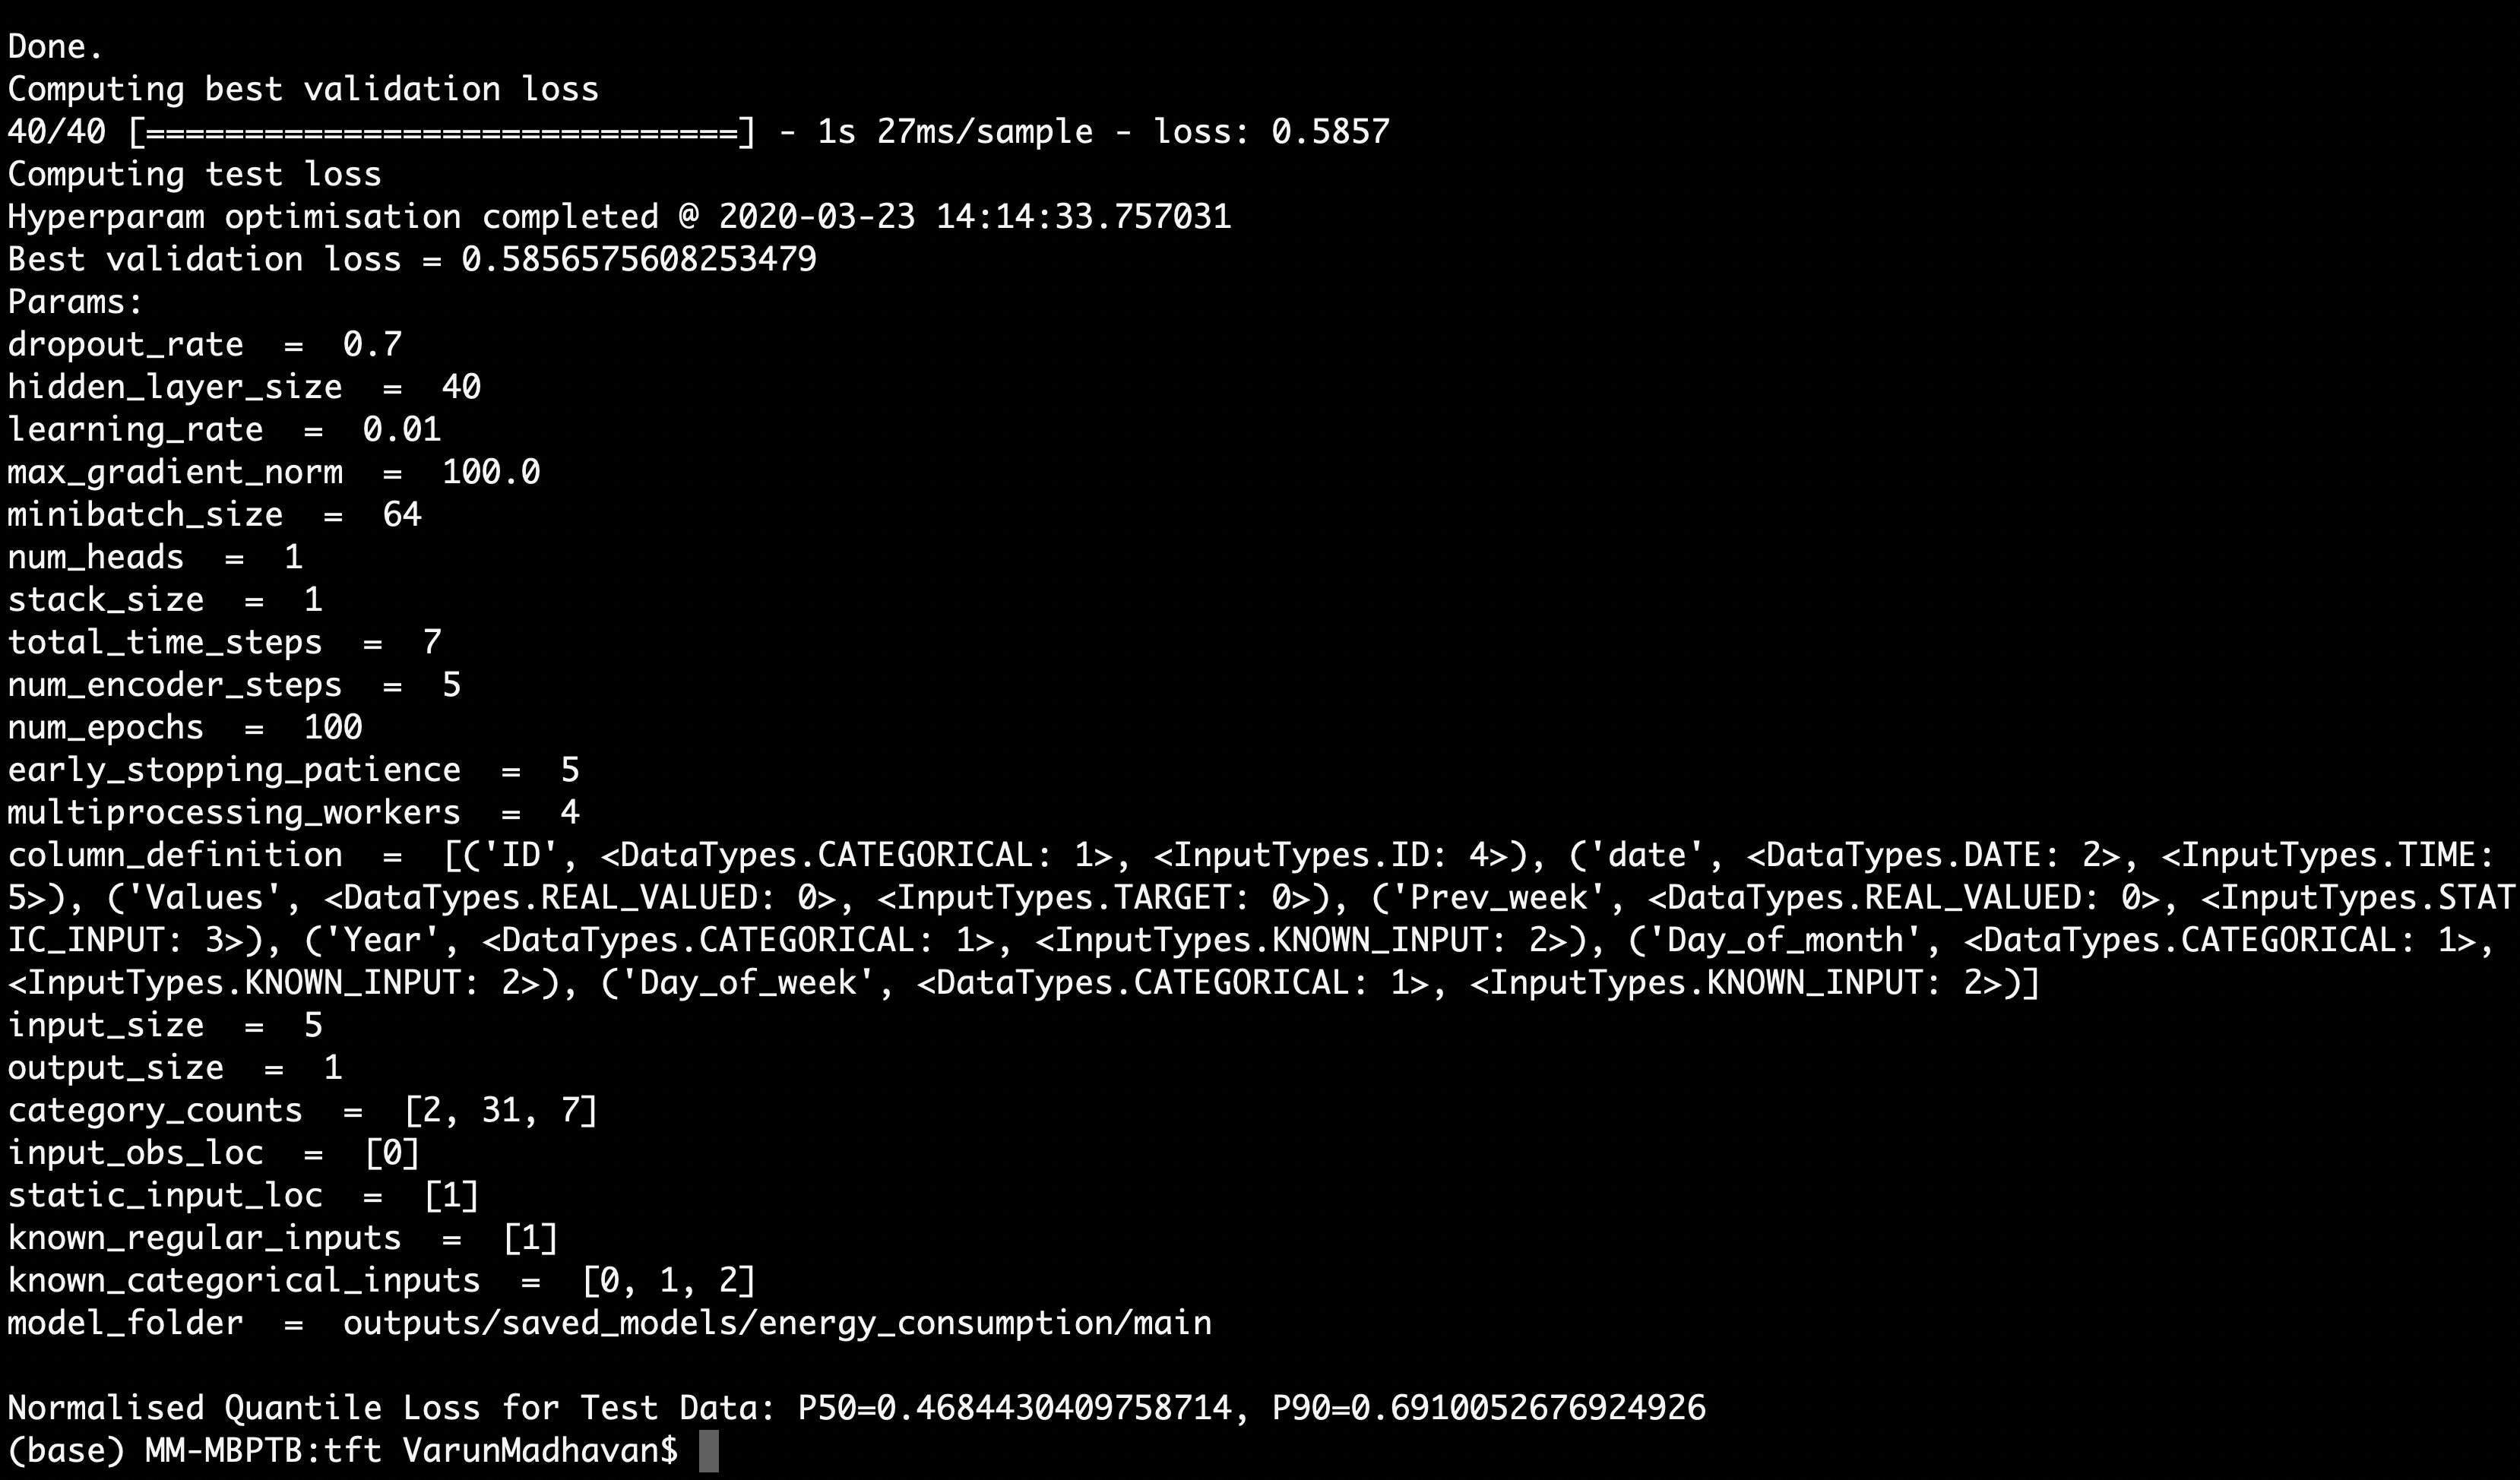 Done.
Computing best validation loss
40/40 [==============================] - 1s 27ms/sample - loss: 0.5857
Computing test loss
Hyperparam optimisation completed @ 2020-03-23 14:14:33.757031
Best validation loss = 0.5856575608253479
Params:
dropout_rate  =  0.7
hidden_layer_size  =  40
learning_rate  =  0.01
max_gradient_norm  =  100.0
minibatch_size  =  64
num_heads  =  1
stack_size  =  1
total_time_steps  =  7
num_encoder_steps  =  5
num_epochs  =  100
early_stopping_patience  =  5
multiprocessing_workers  =  4
column_definition  =  [('ID', <DataTypes.CATEGORICAL: 1>, <InputTypes.ID: 4>), ('date', <DataTypes.DATE: 2>, <InputTypes.TIME:
5>), ('Values', <DataTypes.REAL_VALUED: 0>, <InputTypes.TARGET: 0>), ('Prev_week', <DataTypes.REAL_VALUED: 0>, <InputTypes.STAT
IC_INPUT: 3>), ('Year', <DataTypes.CATEGORICAL: 1>, <InputTypes.KNOWN_INPUT: 2>), ('Day_of_month', <DataTypes.CATEGORICAL: 1>,
<InputTypes.KNOWN_INPUT: 2>), ('Day_of_week', <DataTypes.CATEGORICAL: 1>, <InputTypes.KNOWN_INPUT: 2>)]
input_size  =  5
output_size  =  1
category_counts  =  [2, 31, 7]
input_obs_loc  =  [0]
static_input_loc  =  [1]
known_regular_inputs  =  [1]
known_categorical_inputs  =  [0, 1, 2]
model_folder  =  outputs/saved_models/energy_consumption/main
Normalised Quantile Loss for Test Data: P50=0.4684430409758714, P90=0.6910052676924926
(base) MM-MBPTB:tft VarunMadhavan$